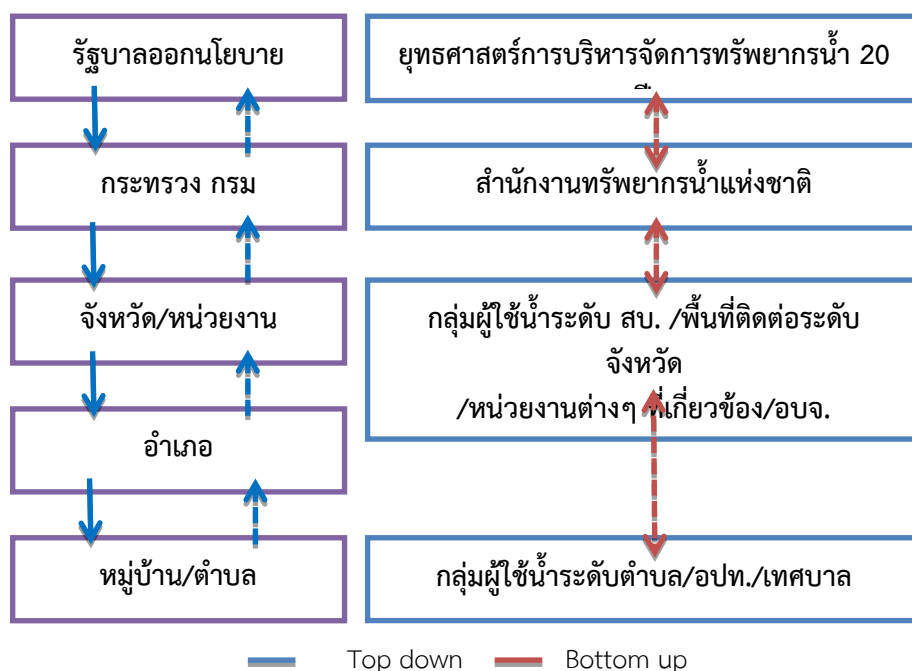 รัฐบาลออกนโยบาย
กระทรวง กรม
จังหวัด/หน่วยงาน
อำเภอ
หมู่บ้าน/ตำบล
ยุทธศาสตร์การบริหารจัดการทรัพยากรน้ำ 20
สำนักงานทรัพยากรน้ำแห่งชาติ
กลุ่มผู้ใช้น้ำระดับ สบ. /พื้นที่ติดต่อระดับ
จังหวัด
/หน่วยงานต่างๆ ที่เกี่ยวข้อง/อบจ.
กลุ่มผู้ใช้น้ำระดับตำบล/อปท./เทศบาล
Top down
Bottom up